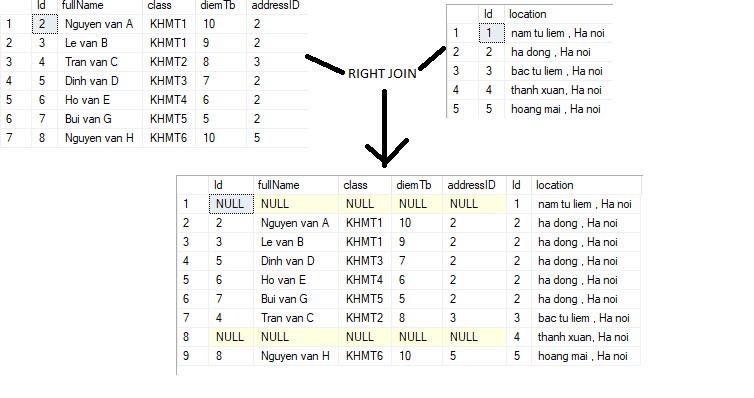 Id fullName class diemTb addressID
1 2 Nguyen van A KHMT1 10 2
2 3 Le van B KHMT1 9 2
3 4 Tran van C KHMT2 8 3
4 5 Dinh van D KHMT3 7 2
5 6 Ho van E KHMT4 6 2
6 7 Bui van G KHMT5 5 2
7 8 Nguyen van H KHMT6 10 5
RIGHT JOIN
Id location
1 1 nam tu liem , Ha noi
2 2 ha dong , Ha noi
3 3 bac tu liem , Ha noi
4 4 thanh xuan, Ha noi
5 5 hoang mai , Ha noi
Id fullName class diemTb addressID Id location
1 NULL NULL NULL NULL NULL 1 nam tu liem , Ha noi
2 2 Nguyen van A KHMT1 10 2 2 ha dong , Ha noi
3 3 Le van B KHMT1 9 2 2 ha dong , Ha noi
4 5 Dinh van D KHMT3 7 2 2 ha dong , Ha noi
5 6 Ho van E KHMT4 6 2 2 ha dong , Ha noi
6 7 Bui van G KHMT5 5 2 2 ha dong , Ha noi
7 4 Tran van C KHMT2 8 3 3 bac tu liem , Ha noi
8 NULL NULL NULL NULL NULL 4 thanh xuan, Ha noi
9 8 Nguyen van H KHMT6 10 5 5 hoang mai , Ha noi